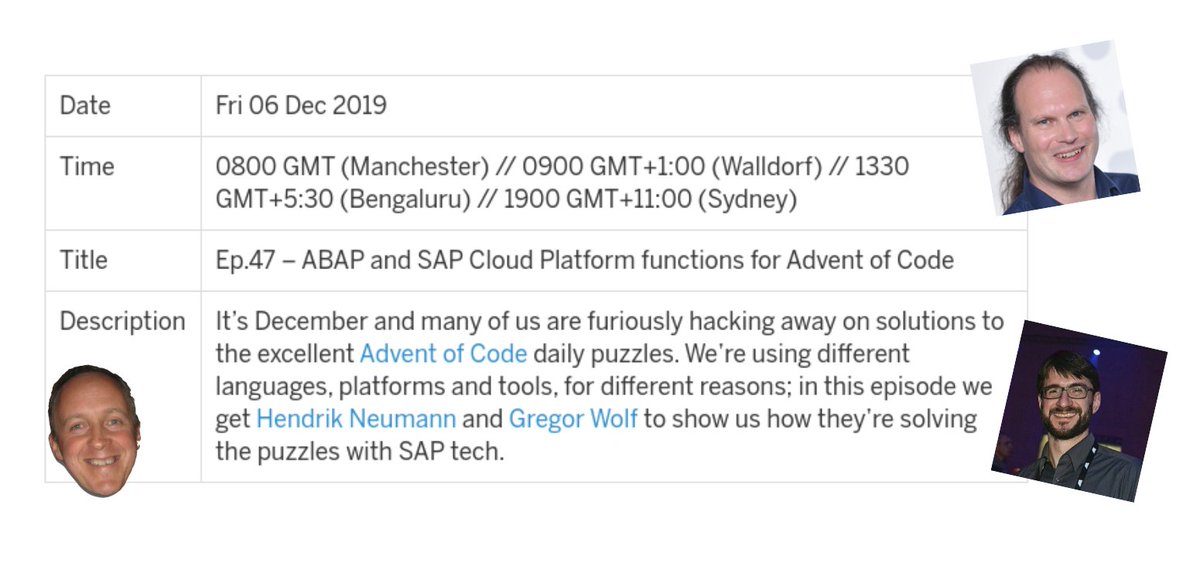 Date
Fri 06 Dec 2019
Time
0800 GMT (Manchester) // 0900 GMT+1:00 (Walldorf) // 1330
GMT+5:30 (Bengaluru) // 1900 GMT+11:00 (Sydney)
Title
Ep.47 – ABAP and SAP Cloud Platform functions for Advent of Code
Description
It’s December and many of us are furiously hacking away on solutions to
the excellent Advent of Code daily puzzles. We’re using different
languages, platforms and tools, for different reasons; in this episode we
get Hendrik Neumann and Gregor Wolf to show us how they’re solving
the puzzles with SAP tech.